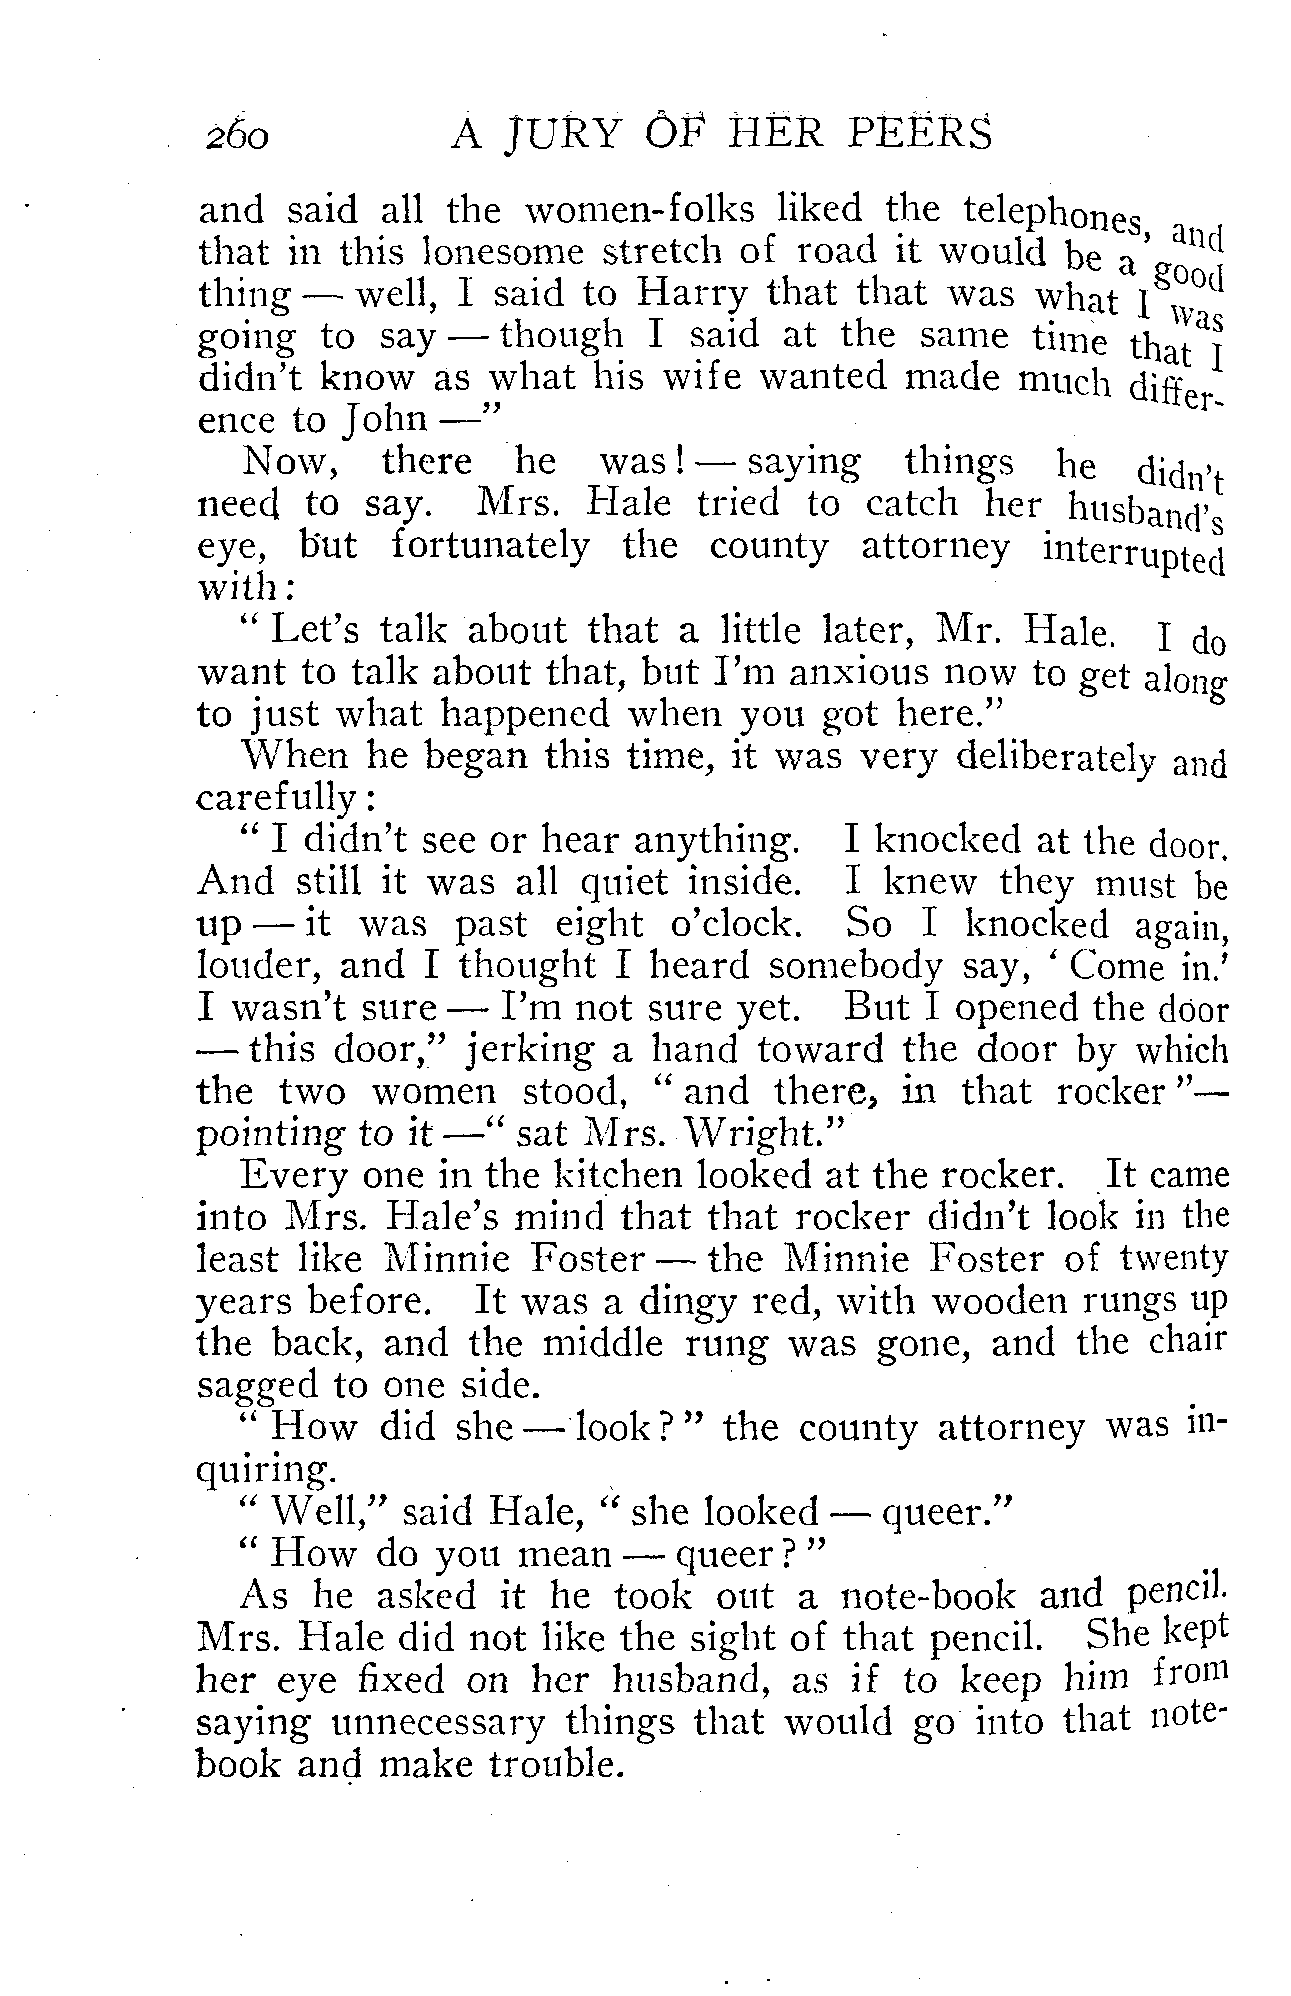 260 A JURY OF HER PEERS
and said all the women-folks liked the telephones, and
that in this lonesome stretch of road it would be a good
thing — well, I said to Harry that that was what I was
going to say — though I said at the same time that I
didn't know as what his wife wanted made much differ-
ence to John —"
Now, there he was! — saying things he didn't
need to say. Mrs. Hale tried to catch her husband's
eye, but fortunately the county attorney interrupted
with:
" Let's talk about that a little later, Mr. Hale. I do
want to talk about that, but I'm anxious now to get along
to just what happened when you got here."
When he began this time, it was very deliberately and
carefully:
" I didn't see or hear anything. I knocked at the door.
And still it was all quiet inside. I knew they must be
up — it was past eight o'clock. So I knocked again,
louder, and I thought I heard somebody say, ' Come in.'
I wasn't sure — I'm not sure yet. But I opened the door
— this door," jerking a hand toward the door by which
the two women stood, " and there, in that rocker "—
pointing to it —" sat Mrs. Wright."
Every one in the kitchen looked at the rocker. It came
into Mrs. Hale's mind that that rocker didn't look in the
least like Minnie Foster — the Minnie Foster of twenty
years before. It was a dingy red, with wooden rungs up
the back, and the middle rung was gone, and the chair
sagged to one side.
" How did she — look? " the county attorney was in-
quiring.
" Well," said Hale, " she looked — queer."
" How do you mean — queer? "
As he asked it he took out a note-book and pencil.
Mrs. Hale did not like the sight of that pencil. She kept
her eye fixed on her husband, as if to keep him from
saying unnecessary things that would go into that note-
book and make trouble.